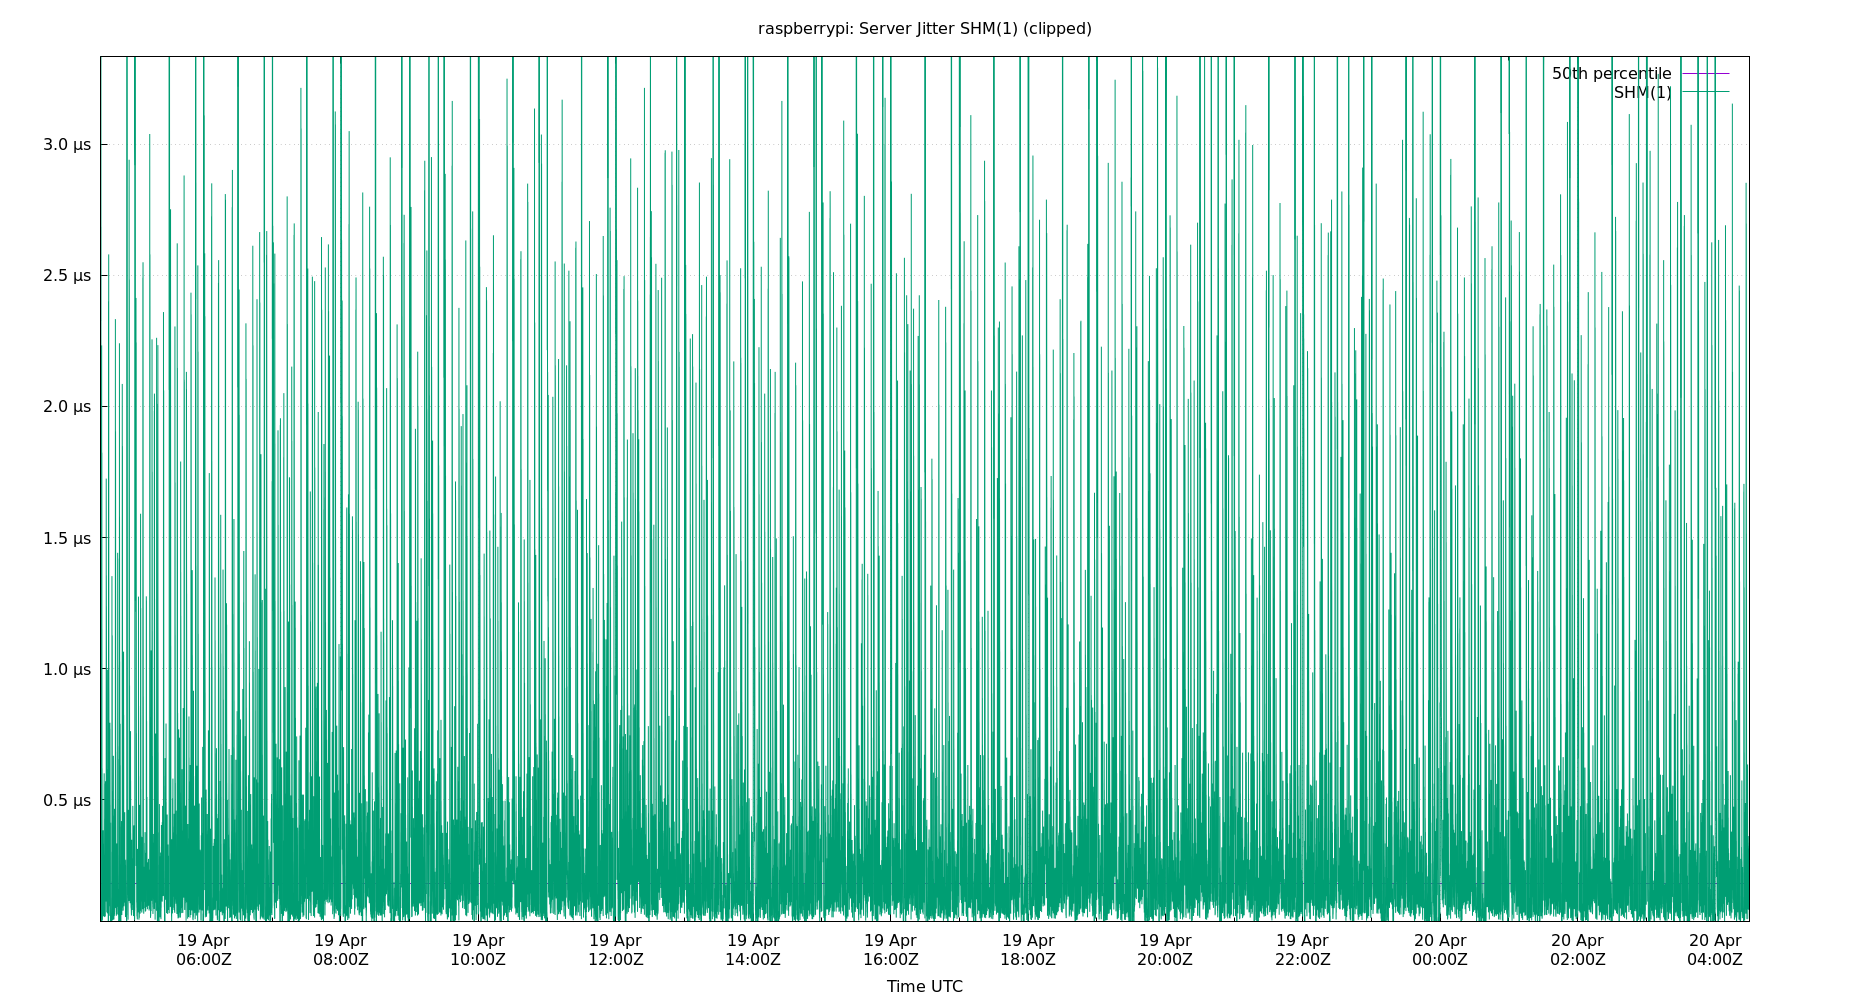 raspberrypi: Server Jitter SHM(1) (clipped)
50th percentile
SHM(1)
3.0 µs
2.5 µs
2.0 µs
1.5 µs
1.0 µs
0.5 µs
19 Apr 19 Apr 19 Apr 19 Apr 19 Apr 19 Apr 19 Apr 19 Apr 19 Apr 20 Apr 20 Apr 20 Apr
06:00Z 08:00Z 10:00Z 12:00Z 14:00Z 16:00Z 18:00Z 20:00Z 22:00Z 00:00Z 02:00Z 04:00Z
Time UTC